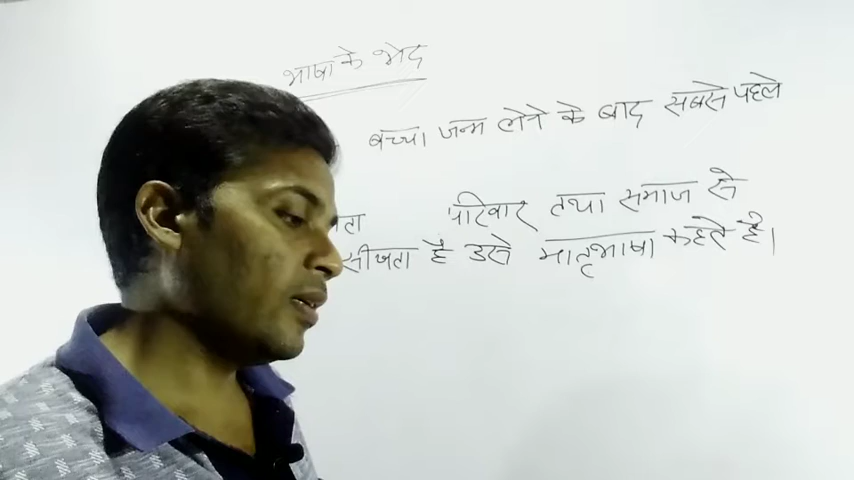 भाषा के भेद
बच्चा जन्म लेने के बाद सबसे पहले
परिवार तथा समाज से
सीखता है उसे मातृभाषा कहते है।